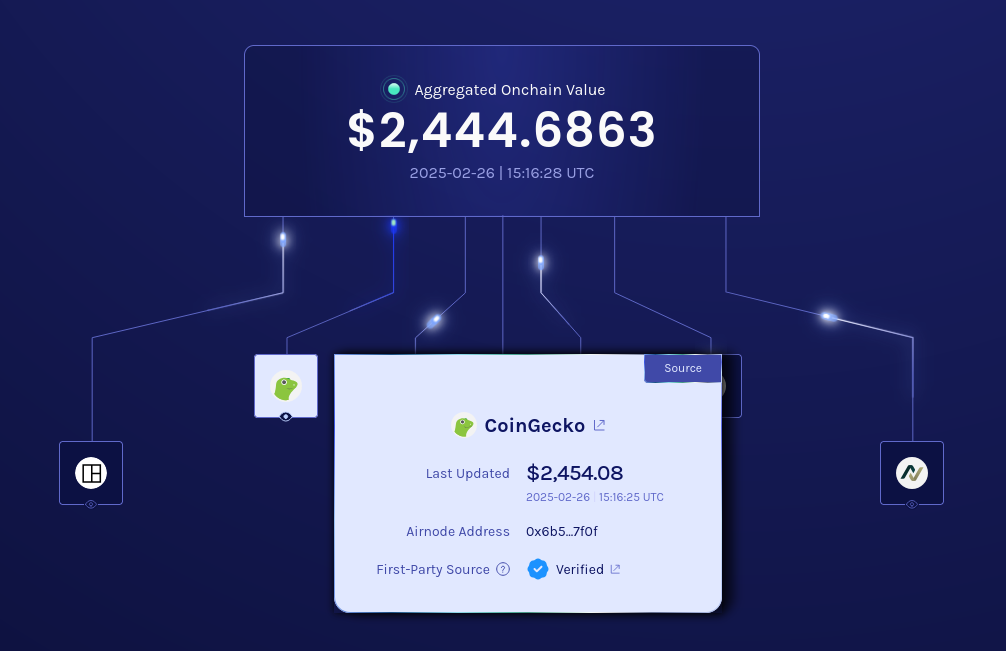 Aggregated Onchain Value
$2,444.6863
2025-02-26 | 15:16:28 UTC
Source
CoinGecko
Last Updated $2,454.08
2025-02-26 | 15:16:25 UTC
Airnode Address 0x6b5...7f0f
First-Party Source ? Verified